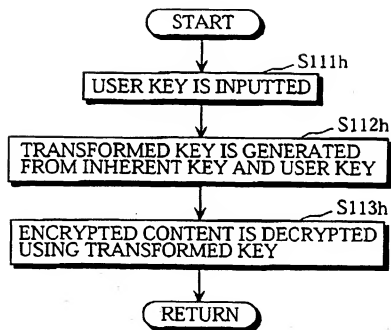 START
S111h
USER KEY IS INPUTTED
S112h
TRANSFORMED KEY IS GENERATED
FROM INHERENT KEY AND USER KEY
S113h
ENCRYPTED CONTENT IS DECRYPTED
USING TRANSFORMED KEY
RETURN